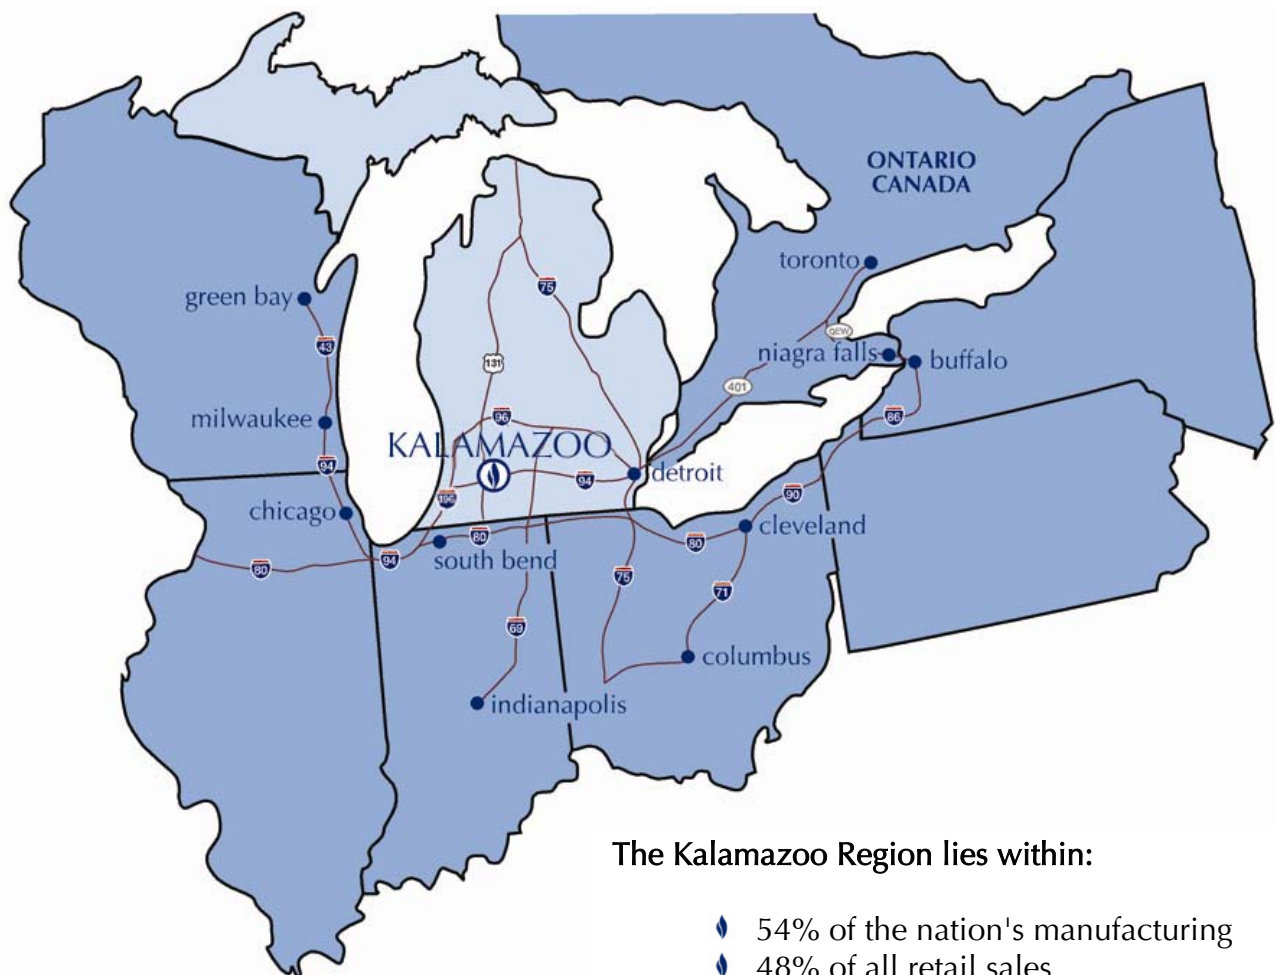 ONTARIO
CANADA
toronto
green bay
75
QEW
43
niagra falls
buffalo
131
401
milwaukee
96
86
KALAMAZOO
94
detroit
94
196
90
chicago
cleveland
80
80
94
south bend
80
75
71
69
columbus
indianapolis
The Kalamazoo Region lies within:
54% of the nation's manufacturing
48% of all retail sales